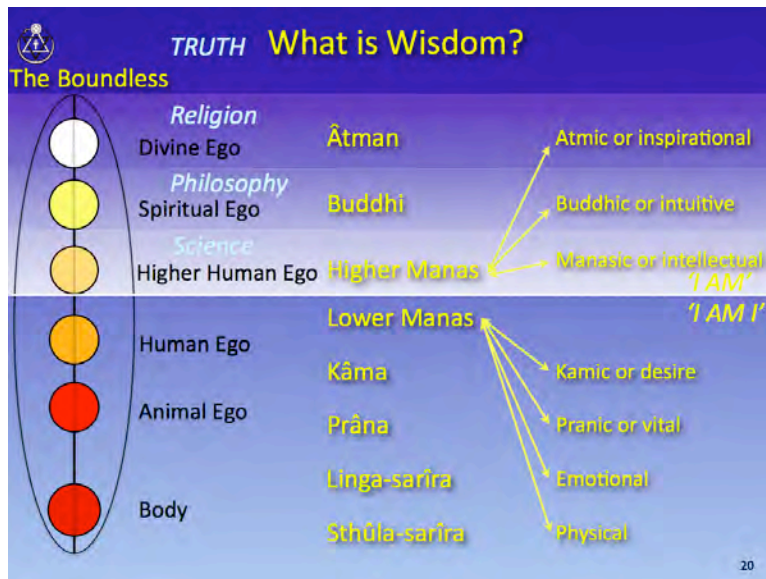 TRUTH What is Wisdom?
The Boundless
Religion
Divine Ego Âtman Atmic or inspirational
Philosophy
Spiritual Ego Buddhi Buddhic or intuitive
Science
Higher Human Ego Higher Manas Manasic or intellectual
'I AM'
Lower Manas 'I AM I'
Human Ego
Kâma Kamic or desire
Animal Ego
Prâna Pranic or vital
Linga-sarîra Emotional
Body
Sthûla-sarîra Physical
20